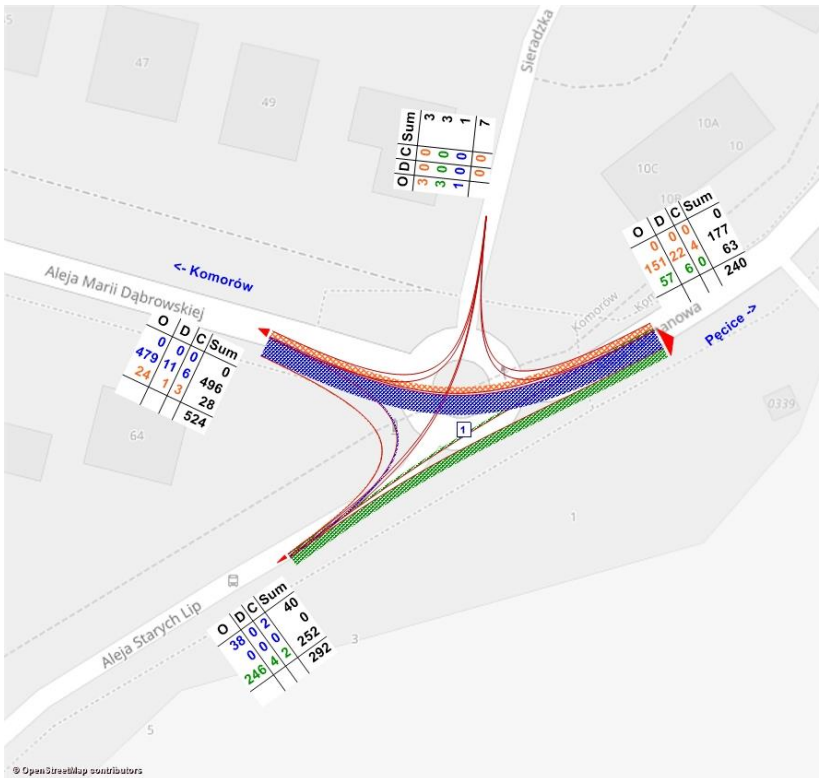 Sieradzka
47
49
O D C Sum
3 0 0 3
3 0 0 3
1 0 0 1
0 0 7
10A
10
10C
O D C Sum
0 0 0 0
151 22 4 177
57 6 0 63
240
<- Komorów
Aleja Marii Dąbrowskiej
Komorów
anowa
Pęcice ->
O D C Sum
0 0 0 0
479 11 6 496
24 1 3 28
524
64
0339
1
1
Aleja Starych Lip
O D C Sum
38 0 2 40
0 0 0 0
246 4 2 252
292
3
5
© OpenStreetMap contributors